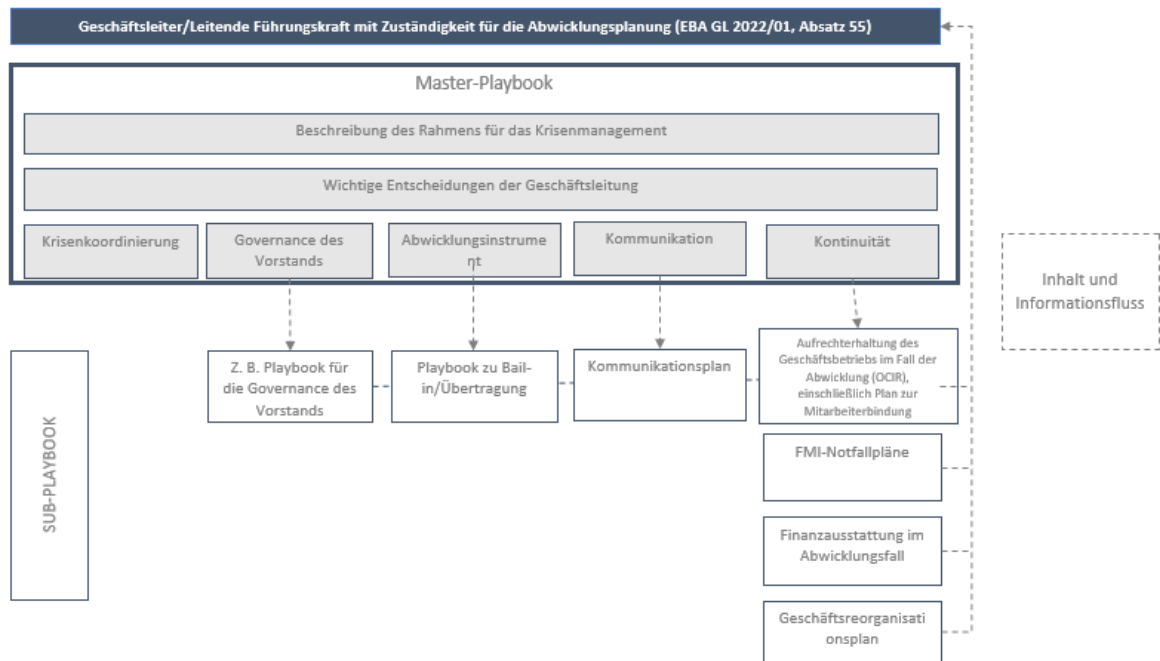 Geschäftsleiter/Leitende Führungskraft mit Zuständigkeit für die Abwicklungsplanung (EBA GL 2022/01, Absatz 55)
Master-Playbook
Beschreibung des Rahmens für das Krisenmanagement
Wichtige Entscheidungen der Geschäftsleitung
Krisenkoordinierung
Governance des
Vorstands
Abwicklungsinstrume
nt
Kommunikation
Kontinuität
Inhalt und
Informationsfluss
SUB-PLAYBOOK
Z. B. Playbook für
die Governance des
Vorstands
Playbook zu Bail-
in/Übertragung
Kommunikationsplan
Aufrechterhaltung des
Geschäftsbetriebs im Fall der
Abwicklung (OCIR),
einschließlich Plan zur
Mitarbeiterbindung
FMI-Notfallpläne
Finanzausstattung im
Abwicklungsfall
Geschäftsreorganisati
onsplan